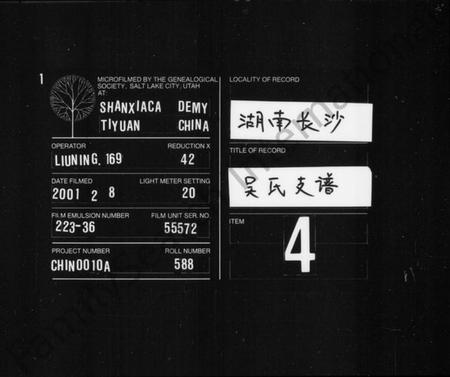 1
MICROFILMED BY THE GENEALOGICAL
SOCIETY, SALT LAKE CITY, UTAH
AT:
SHANXIACA DEMY
TIYUAN CHINA
OPERATOR REDUCTION X
LIUNING. 169 42
DATE FILMED LIGHT METER SETTING
2001 2 8 20
FILM EMULSION NUMBER FILM UNIT SER. NO.
223-36 55572
PROJECT NUMBER ROLL NUMBER
CHIN0010A 588
LOCALITY OF RECORD
湖南长沙
TITLE OF RECORD
吴氏支谱
ITEM
4